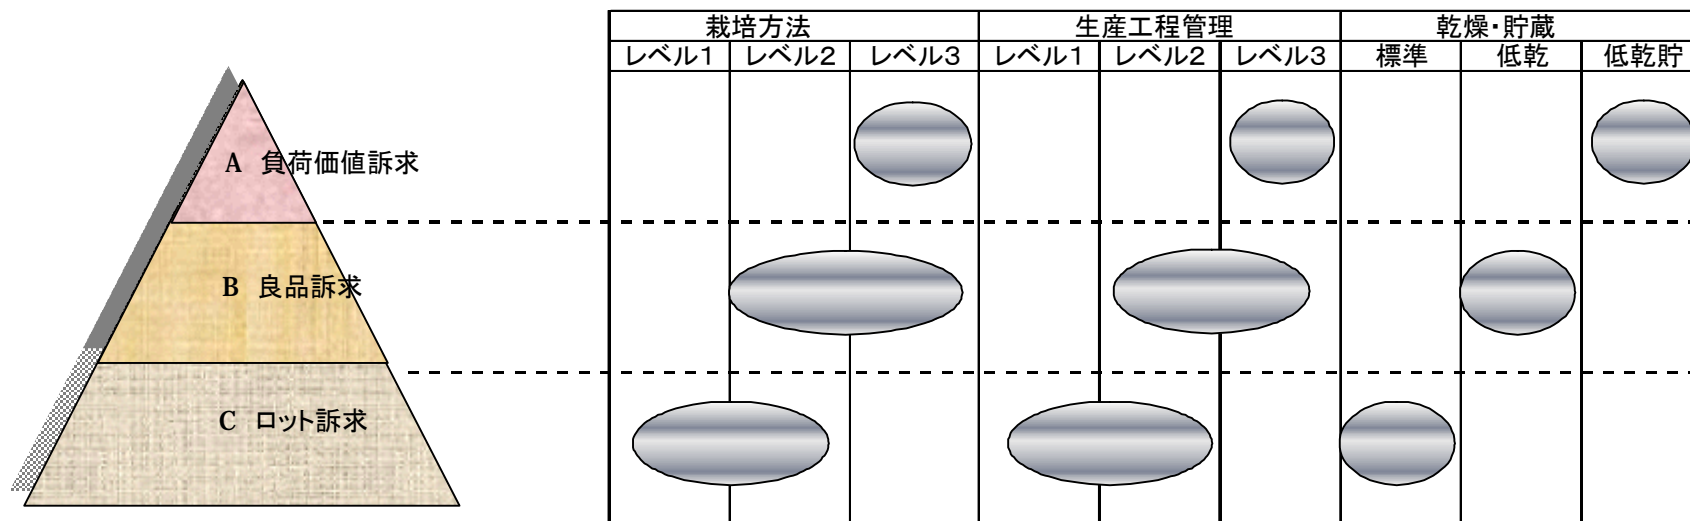 栽培方法 生産工程管理 乾燥・貯蔵
レベル1 レベル2 レベル3 レベル1 レベル2 レベル3 標準 低乾 低乾貯
A 負荷価値訴求
B 良品訴求
C ロット訴求